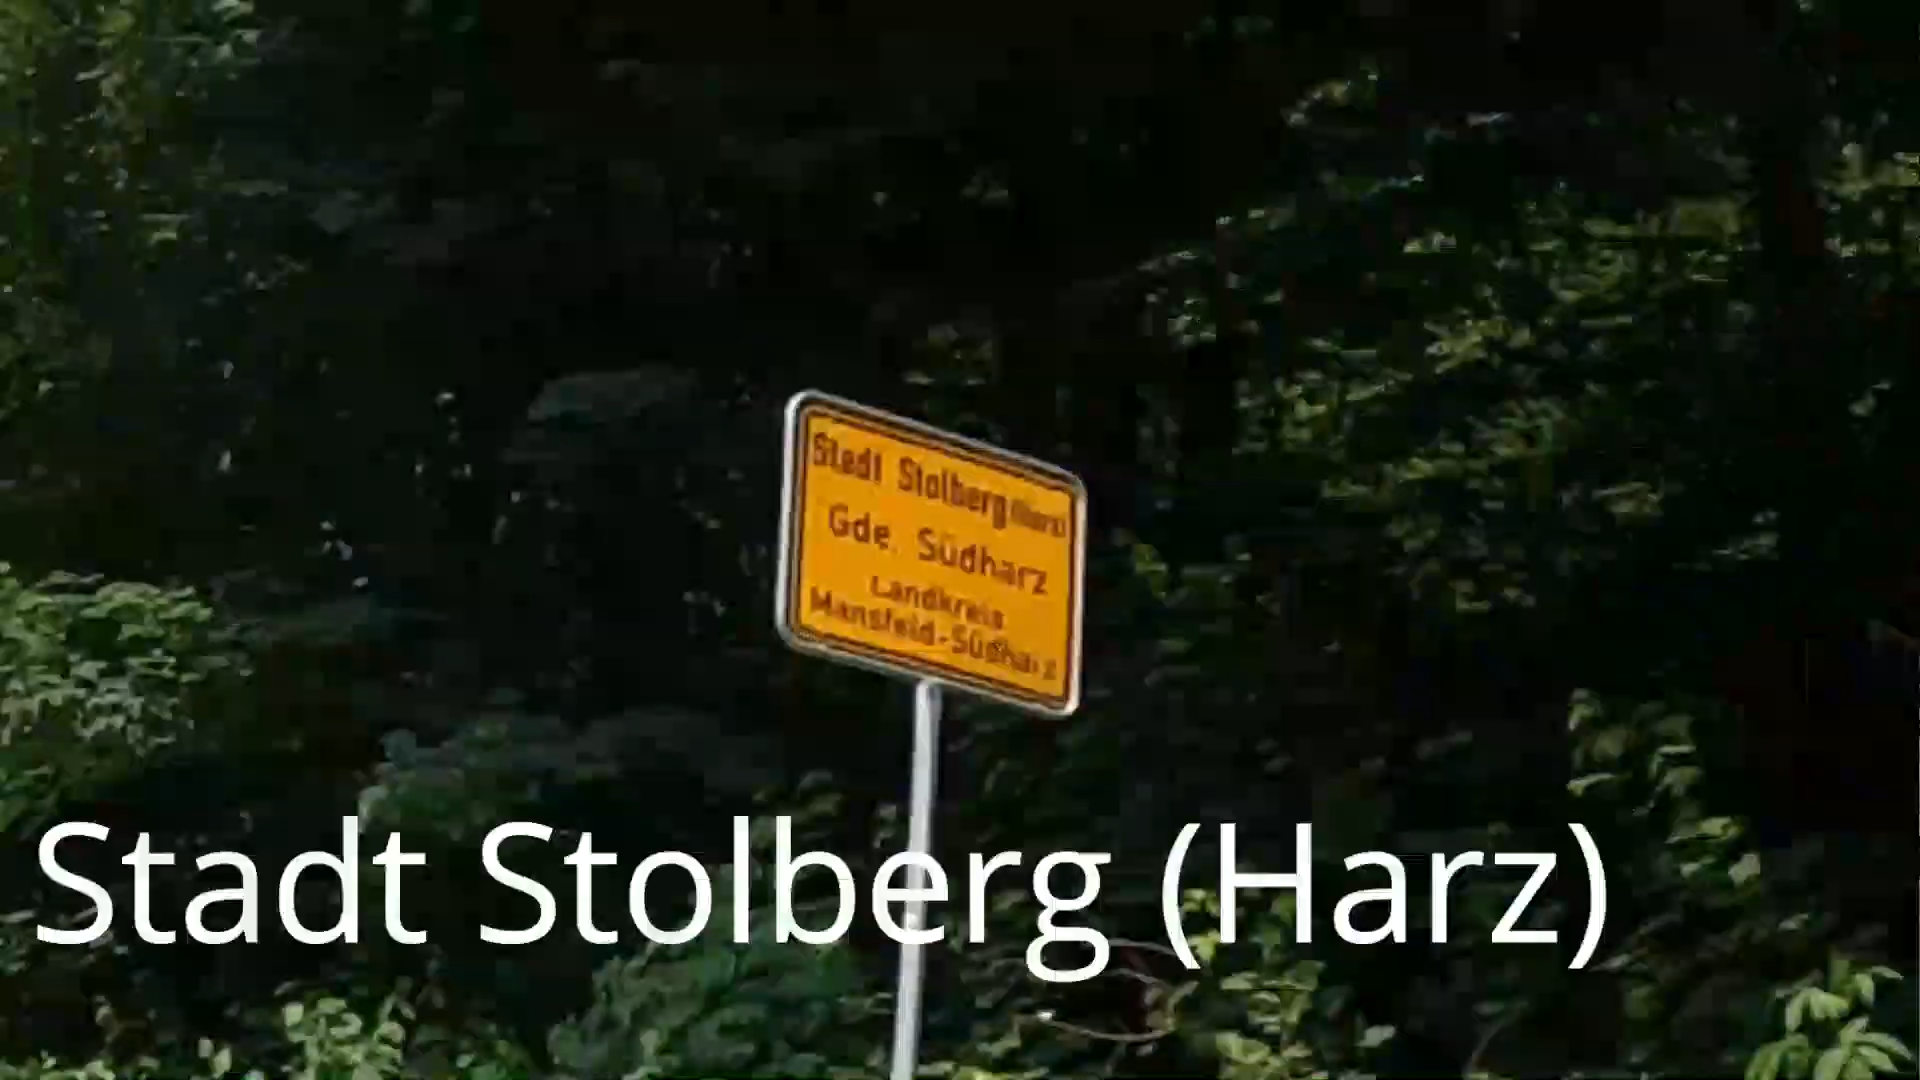 Stadt Stolberg (Harz)
Gde. Südharz
Landkreis
Mansfeld-Südharz
Stadt Stolberg (Harz)